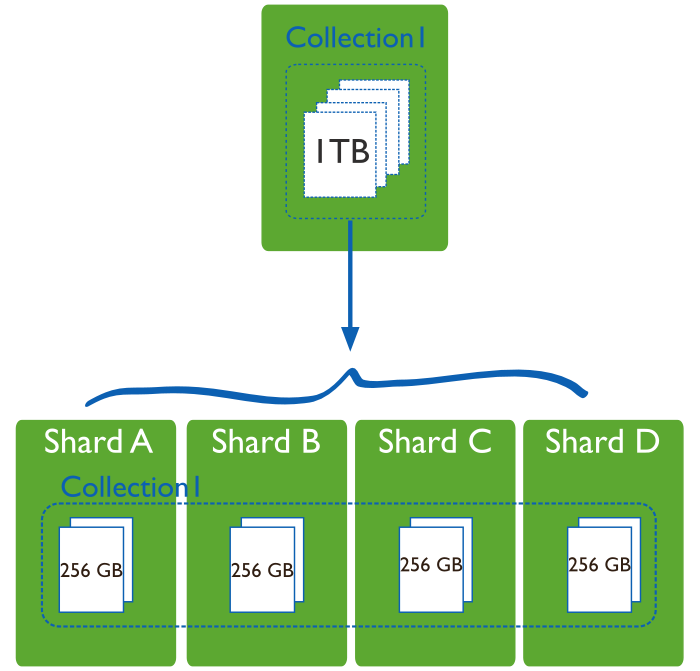 Collection1
1TB
Shard A
Shard B
Shard C
Shard D
Collection1
256 GB
256 GB
256 GB
256 GB